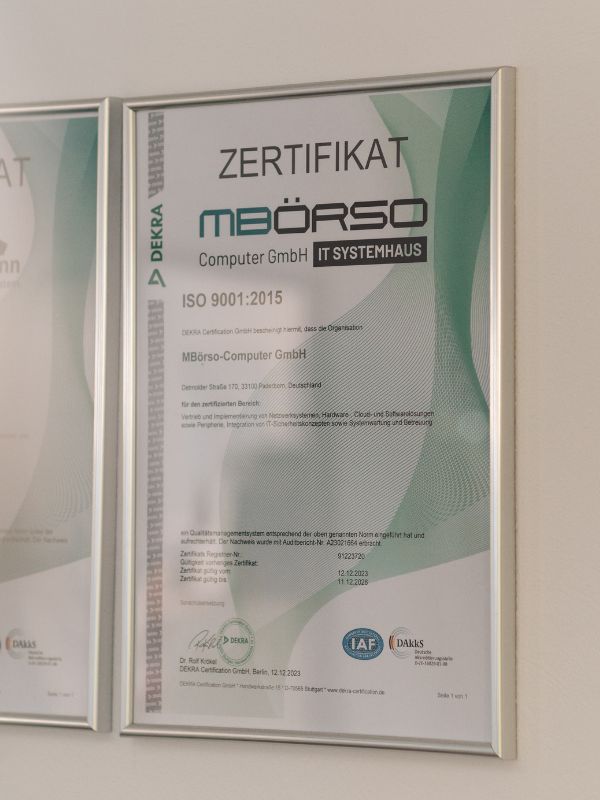 AT
nn
ZERTIFIKAT
DEKRA
MBÖRSO
Computer GmbH IT SYSTEMHAUS
ISO 9001:2015
DEKRA Certification GmbH bescheinigt hiermit, dass die Organisation
MBörso-Computer GmbH
Detmolder Straße 170, 33100 Paderborn, Deutschland
für den zertifizierten Bereich:
Vertrieb und Implementierung von Netzwerksystemen, Hardware-, Cloud- und Softwarelösungen
sowie Peripherie, Integration von IT-Sicherheitskonzepten sowie Systemwartung und Betreuung
ein Qualitätsmanagementsystem entsprechend der oben genannten Norm eingeführt hat und
aufrechterhält. Der Nachweis wurde mit Auditbericht-Nr. A23021664 erbracht.
Zertifikats Registrier-Nr.: 91223720
Gültigkeit vorheriges Zertifikat:
Zertifikat gültig vom: 12.12.2023
Zertifikat gültig bis: 11.12.2026
DEKRA
IAF
DAkkS
Deutsche
Akkreditierungsstelle
Dr. Rolf Krökel
DEKRA Certification GmbH, Berlin, 12.12.2023
DEKRA Certification GmbH * Handwerkstraße 15 * D-70565 Stuttgart * www.dekra-certification.de
Seite 1 von 1
DAkkS
Deutsche
Akkreditierungsstelle
Seite 1 von 1